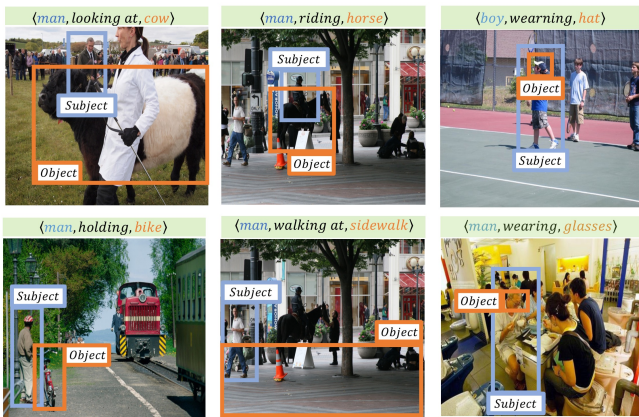 ⟨man, looking at, cow⟩
Subject
Object
⟨man, riding, horse⟩
Subject
Object
⟨boy, wearning, hat⟩
Object
Subject
⟨man, holding, bike⟩
Subject
Object
⟨man, walking at, sidewalk⟩
Subject
Object
⟨man, wearing, glasses⟩
Object
Subject